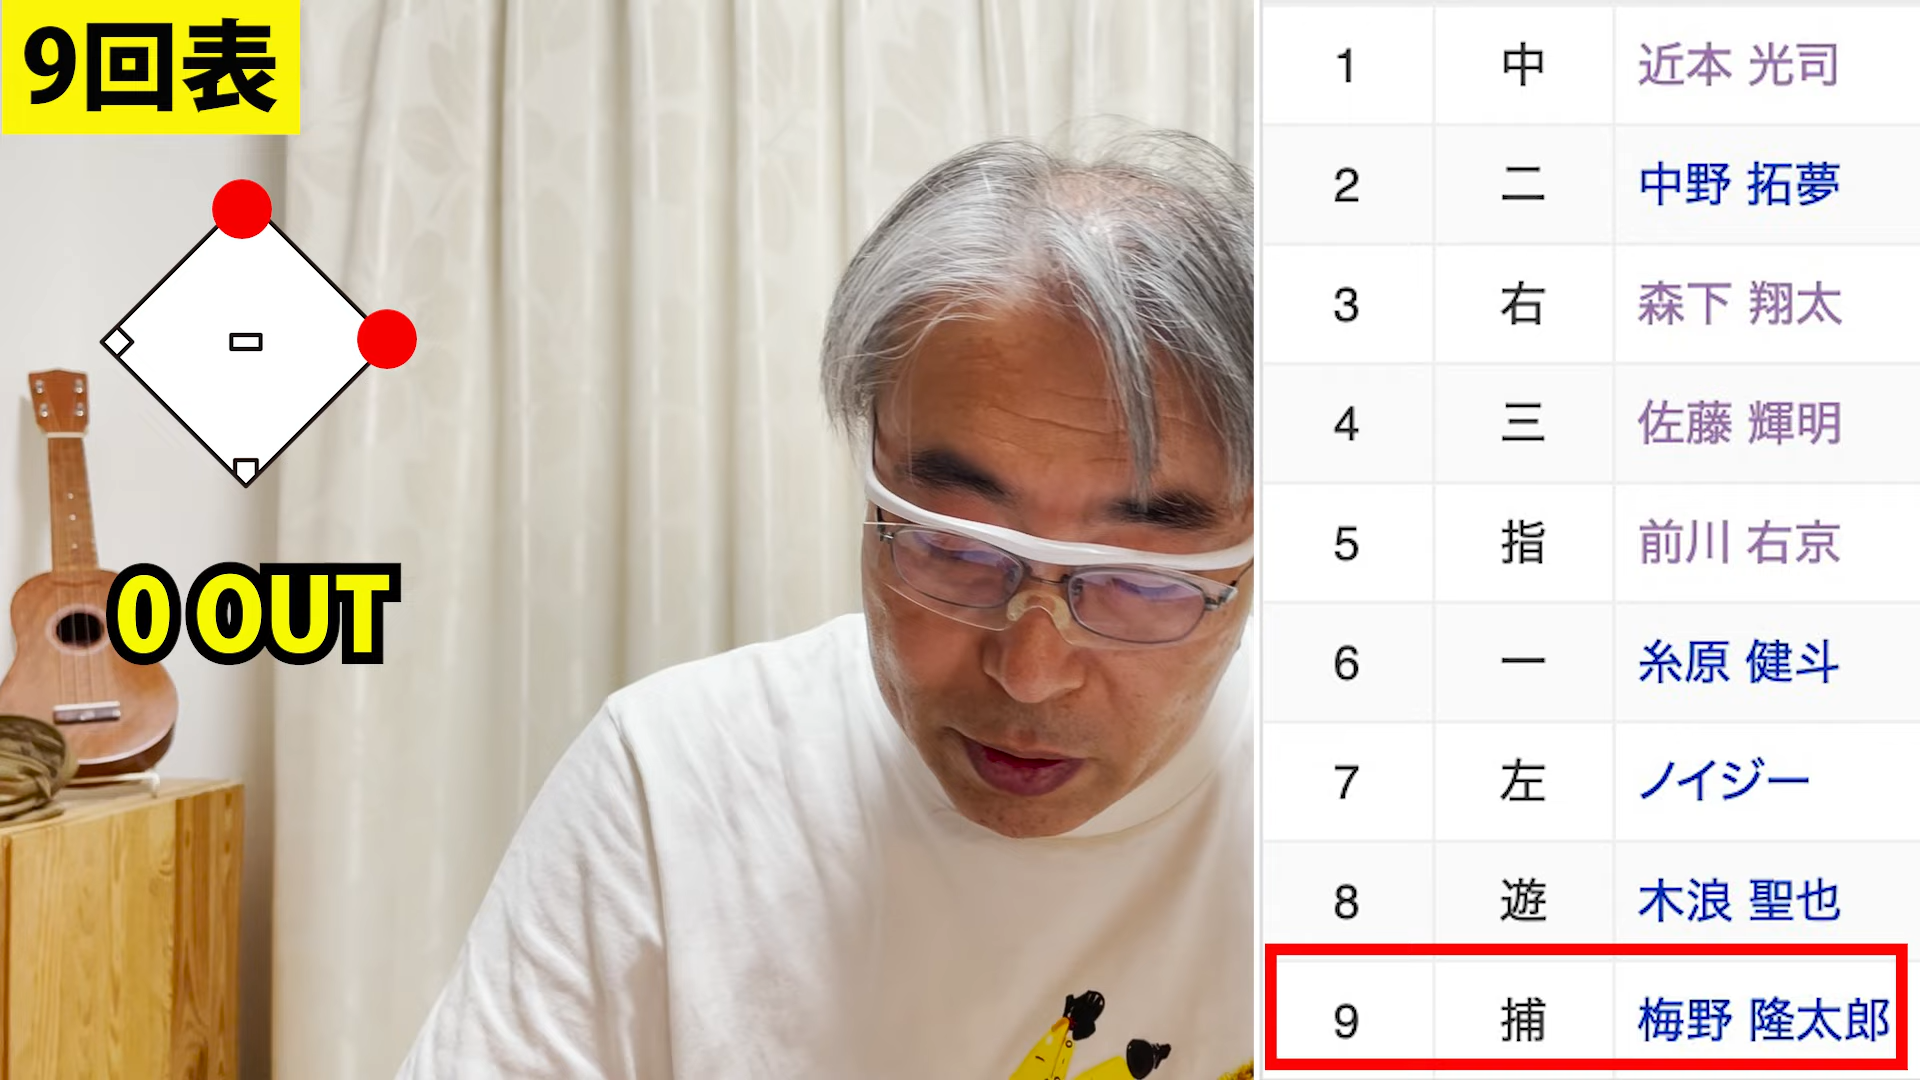 9回表
0 OUT
1 中 近本 光司
2 二 中野 拓夢
3 右 森下 翔太
4 三 佐藤 輝明
5 指 前川 右京
6 一 糸原 健斗
7 左 ノイジー
8 遊 木浪 聖也
9 捕 梅野 隆太郎